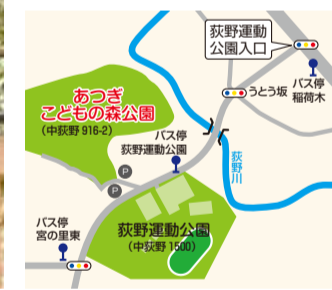 荻野運動
公園入口
あつぎ
こどもの森公園
（中荻野 916-2）
うとう坂
バス停
稲荷木
バス停
荻野運動公園
荻野川
P
P
バス停
宮の里東
荻野運動公園
（中荻野 1500）